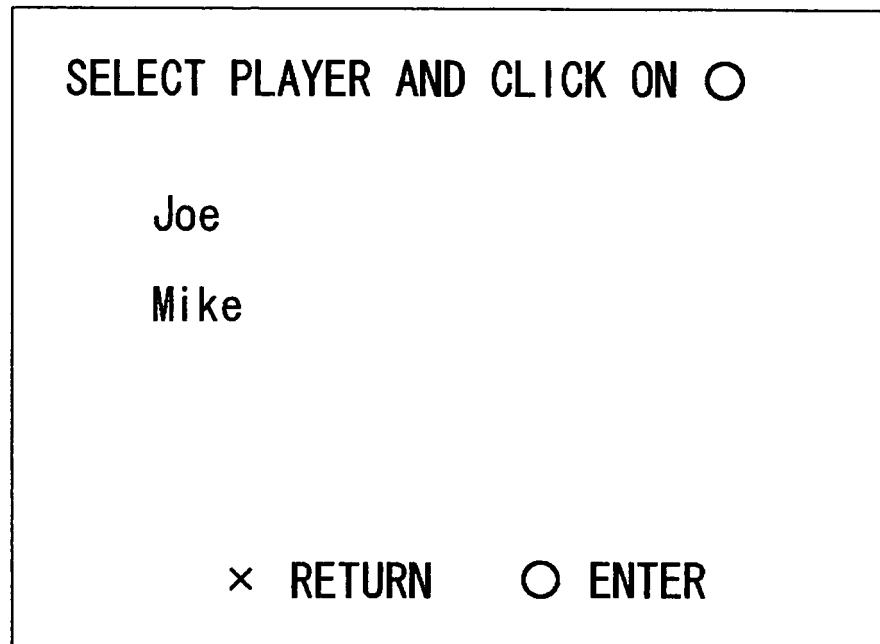 SELECT PLAYER AND CLICK ON ○
Joe
Mike
× RETURN ○ ENTER